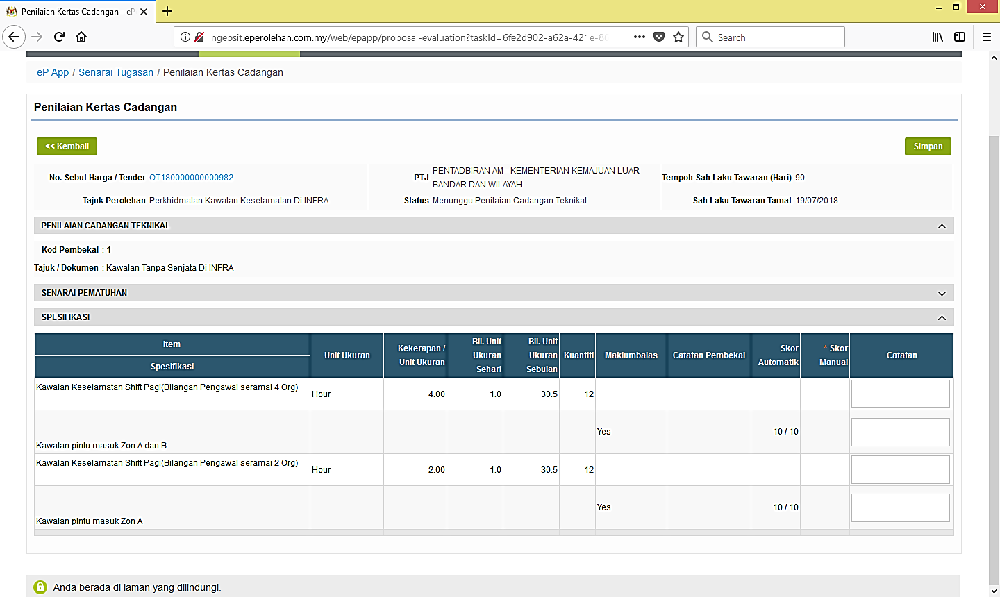 Penilaian Kertas Cadangan - eP
ngepsit.eperolehan.com.my/web/epapp/proposal-evaluation?taskId=6fe2d902-a62a-421e-86
Search
eP App / Senarai Tugasan / Penilaian Kertas Cadangan
Penilaian Kertas Cadangan
<< Kembali
Simpan
No. Sebut Harga / Tender QT180000000000982
PTJ PENTADBIRAN AM - KEMENTERIAN KEMAJUAN LUAR
BANDAR DAN WILAYAH
Tempoh Sah Laku Tawaran (Hari) 90
Tajuk Perolehan Perkhidmatan Kawalan Keselamatan Di INFRA
Status Menunggu Penilaian Cadangan Teknikal
Sah Laku Tawaran Tamat 19/07/2018
PENILAIAN CADANGAN TEKNIKAL
Kod Pembekal : 1
Tajuk / Dokumen : Kawalan Tanpa Senjata Di INFRA
SENARAI PEMATUHAN
SPESIFIKASI
Item
Spesifikasi
Unit Ukuran
Kekerapan /
Unit Ukuran
Bil. Unit
Ukuran
Sehari
Bil. Unit
Ukuran
Sebulan
Kuantiti
Maklumbalas
Catatan Pembekal
Skor
Automatik
* Skor
Manual
Catatan
Kawalan Keselamatan Shift Pagi(Bilangan Pengawal seramai 4 Org)
Hour 4.00 1.0 30.5 12
Kawalan pintu masuk Zon A dan B
Yes 10 / 10
Kawalan Keselamatan Shift Pagi(Bilangan Pengawal seramai 2 Org)
Hour 2.00 1.0 30.5 12
Kawalan pintu masuk Zon A
Yes 10 / 10
Anda berada di laman yang dilindungi.